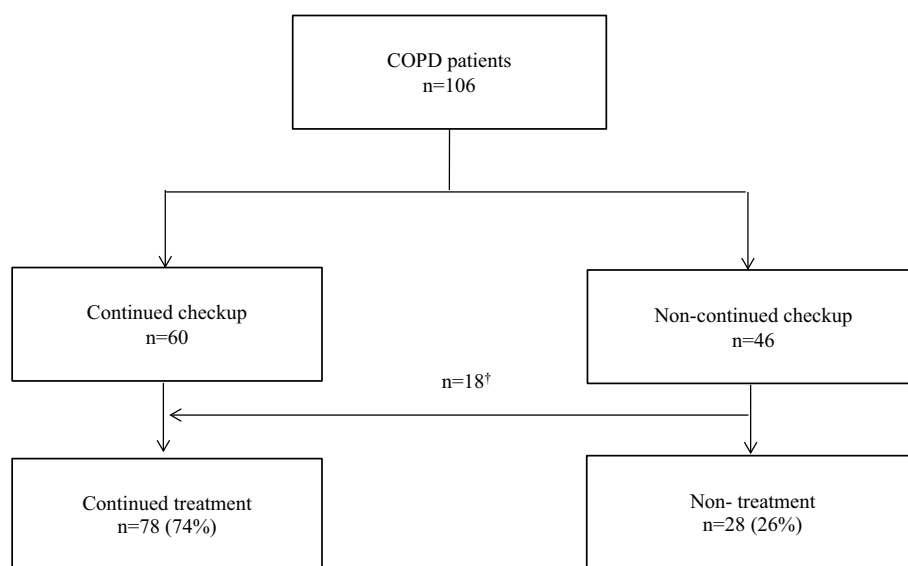 COPD patients
n=106
Continued checkup
n=60
Non-continued checkup
n=46
n=18†
Continued treatment
n=78 (74%)
Non- treatment
n=28 (26%)